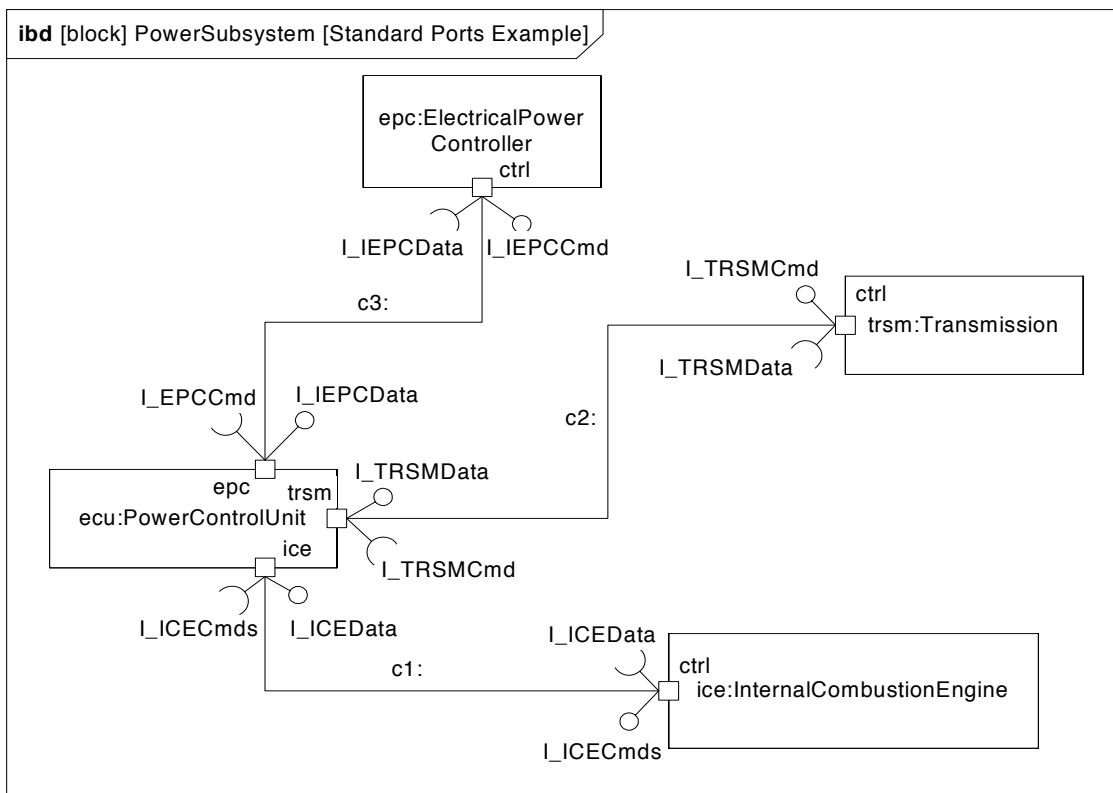 ibd [block] PowerSubsystem [Standard Ports Example]
epc:ElectricalPower
Controller
ctrl
I_IEPCData
I_IEPCCmd
c3:
I_TRSMCmd
ctrl
trsm:Transmission
I_TRSMData
I_EPCCmd
I_IEPCData
c2:
I_TRSMData
epc
trsm
ecu:PowerControlUnit
ice
I_TRSMCmd
I_ICECmds
I_ICEData
I_ICEData
c1:
ctrl
ice:InternalCombustionEngine
I_ICECmds